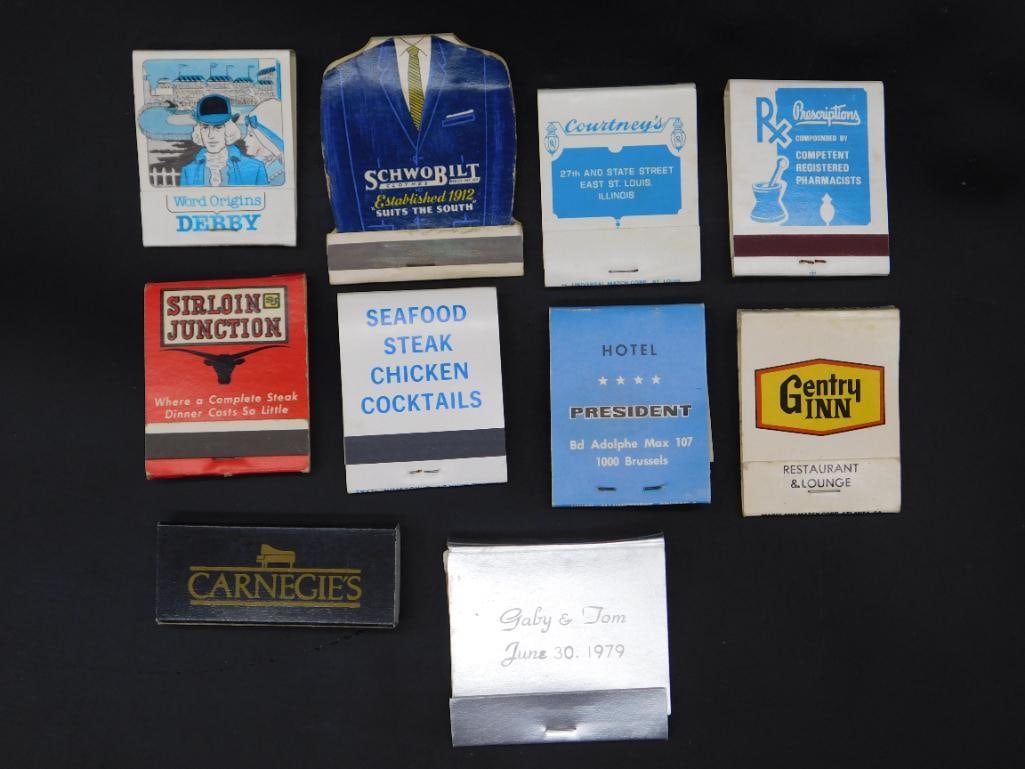 Word Origins
DERBY
SCHWOBILT
CLOTHES
Established 1912
"SUITS THE SOUTH"
Courtney's
27th AND STATE STREET
EAST ST. LOUIS,
ILLINOIS
Rx Prescriptions
COMPOUNDED BY
COMPETENT
REGISTERED
PHARMACISTS
SIRLOIN SJ
JUNCTION
Where a Complete Steak
Dinner Costs So Little
SEAFOOD
STEAK
CHICKEN
COCKTAILS
HOTEL
PRESIDENT
Bd Adolphe Max 107
1000 Brussels
Gentry
INN
RESTAURANT
& LOUNGE
CARNEGIE'S
Gaby & Tom
June 30, 1979